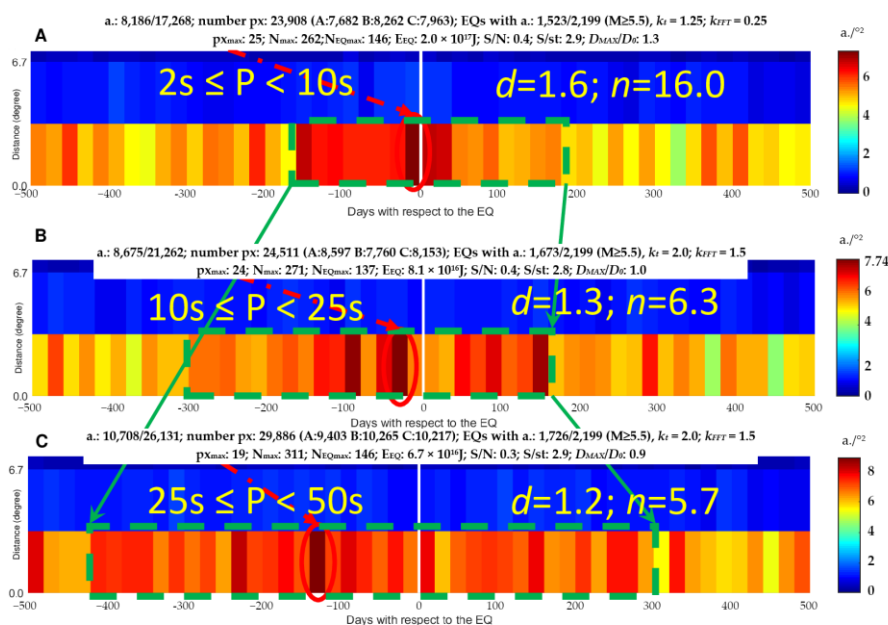 A
a.: 8,186/17,268; number px: 23,908 (A:7,682 B:8,262 C:7,963); EQs with a.: 1,523/2,199 (M≥5.5), kt = 1.25; kFFT = 0.25
pxmax: 25; Nmax: 262;NEQmax: 146; EEQ: 2.0 × 10¹⁷J; S/N: 0.4; S/st: 2.9; DMAX/D0: 1.3
a./°²
6.7
Distance (degree)
0.0
2s ≤ P < 10s
d=1.6; n=16.0
7
6
5
4
3
2
1
0
-500 -400 -300 -200 -100 0 100 200 300 400 500
Days with respect to the EQ
B
a.: 8,675/21,262; number px: 24,511 (A:8,597 B:7,760 C:8,153); EQs with a.: 1,673/2,199 (M≥5.5), kt = 2.0; kFFT = 1.5
pxmax: 24; Nmax: 271; NEQmax: 137; EEQ: 8.1 × 10¹⁶J; S/N: 0.4; S/st: 2.8; DMAX/D0: 1.0
a./°²
6.7
Distance (degree)
0.0
10s ≤ P < 25s
d=1.3; n=6.3
7.74
6
4
2
0
-500 -400 -300 -200 -100 0 100 200 300 400 500
Days with respect to the EQ
C
a.: 10,708/26,131; number px: 29,886 (A:9,403 B:10,265 C:10,217); EQs with a.: 1,726/2,199 (M≥5.5), kt = 2.0; kFFT = 1.5
pxmax: 19; Nmax: 311; NEQmax: 146; EEQ: 6.7 × 10¹⁶J; S/N: 0.3; S/st: 2.9; DMAX/D0: 0.9
a./°²
6.7
Distance (degree)
0.0
25s ≤ P < 50s
d=1.2; n=5.7
8
6
4
2
0
-500 -400 -300 -200 -100 0 100 200 300 400 500
Days with respect to the EQ